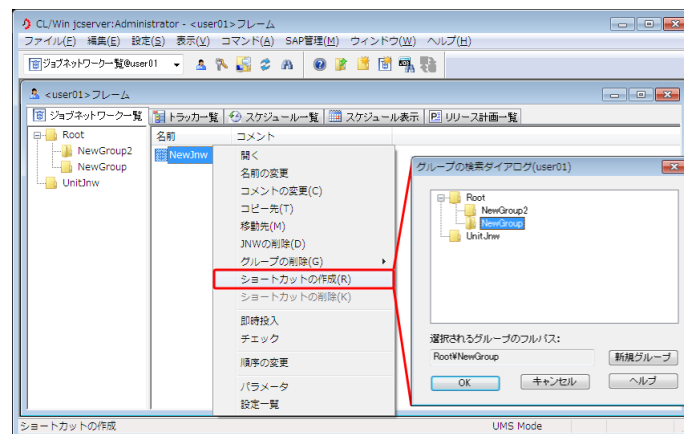 CL/Win jcserver:Administrator - <user01>フレーム
ファイル(F) 編集(E) 設定(S) 表示(V) コマンド(A) SAP管理(M) ウィンドウ(W) ヘルプ(H)
ジョブネットワーク一覧@user01
<user01>フレーム
ジョブネットワーク一覧 トラッカー一覧 スケジュール一覧 スケジュール表示 リリース計画一覧
Root
NewGroup2
NewGroup
UnitJnw
名前 コメント
NewJnw
開く
名前の変更
コメントの変更(C)
コピー先(T)
移動先(M)
JNWの削除(D)
グループの削除(G)
ショートカットの作成(R)
ショートカットの削除(K)
即時投入
チェック
順序の変更
パラメータ
設定一覧
グループの検索ダイアログ(user01)
Root
NewGroup2
NewGroup
UnitJnw
選択されるグループのフルパス:
Root¥NewGroup
新規グループ
OK キャンセル ヘルプ
ショートカットの作成 UMS Mode